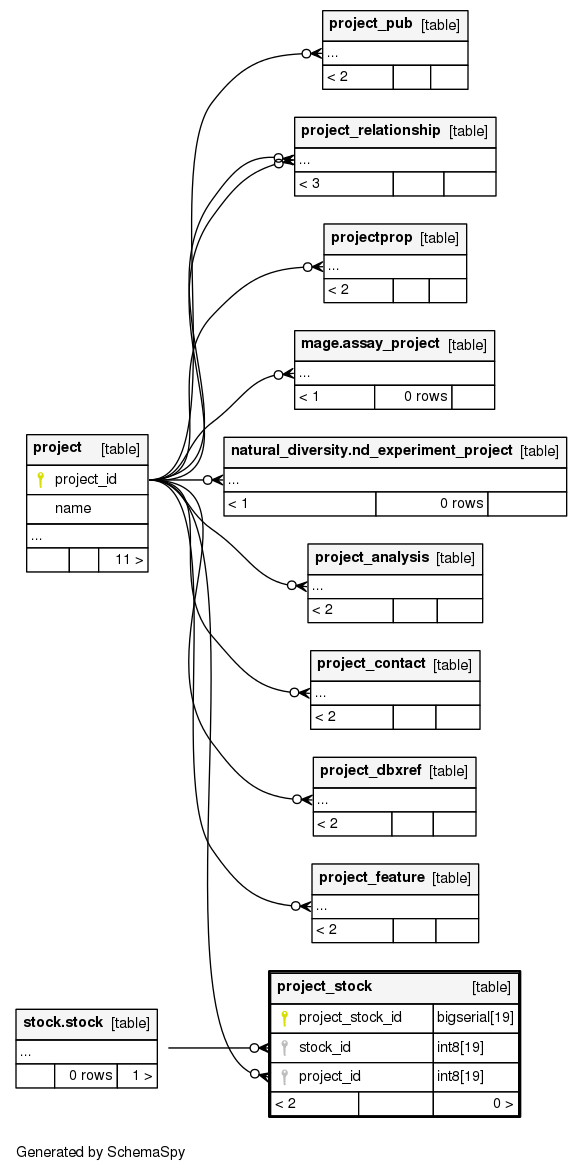 project_pub [table]
...
< 2
project_relationship [table]
...
< 3
projectprop [table]
...
< 2
mage.assay_project [table]
...
< 1 0 rows
project [table]
project_id
name
...
11 >
natural_diversity.nd_experiment_project [table]
...
< 1 0 rows
project_analysis [table]
...
< 2
project_contact [table]
...
< 2
project_dbxref [table]
...
< 2
project_feature [table]
...
< 2
stock.stock [table]
...
0 rows 1 >
project_stock [table]
project_stock_id bigserial[19]
stock_id int8[19]
project_id int8[19]
< 2 0 >
Generated by SchemaSpy